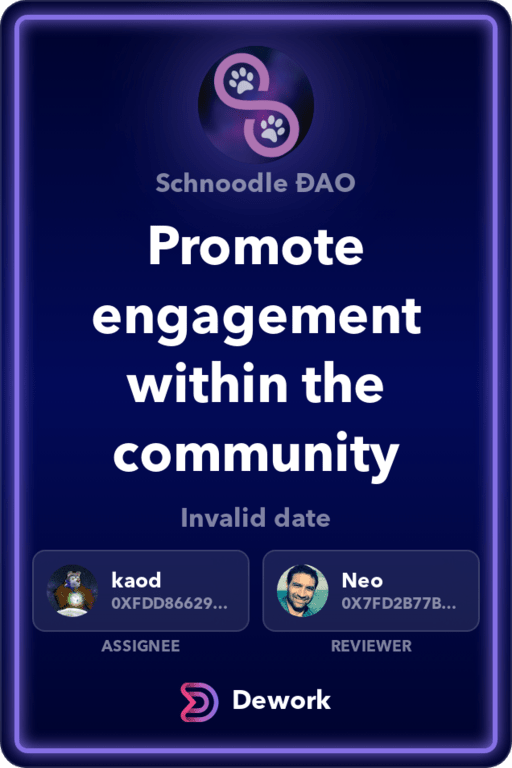 Schnoodle ĐAO
Promote
engagement
within the
community
Invalid date
kaod
0XFDD86629...
Neo
0X7FD2B77B...
ASSIGNEE
REVIEWER
Dework